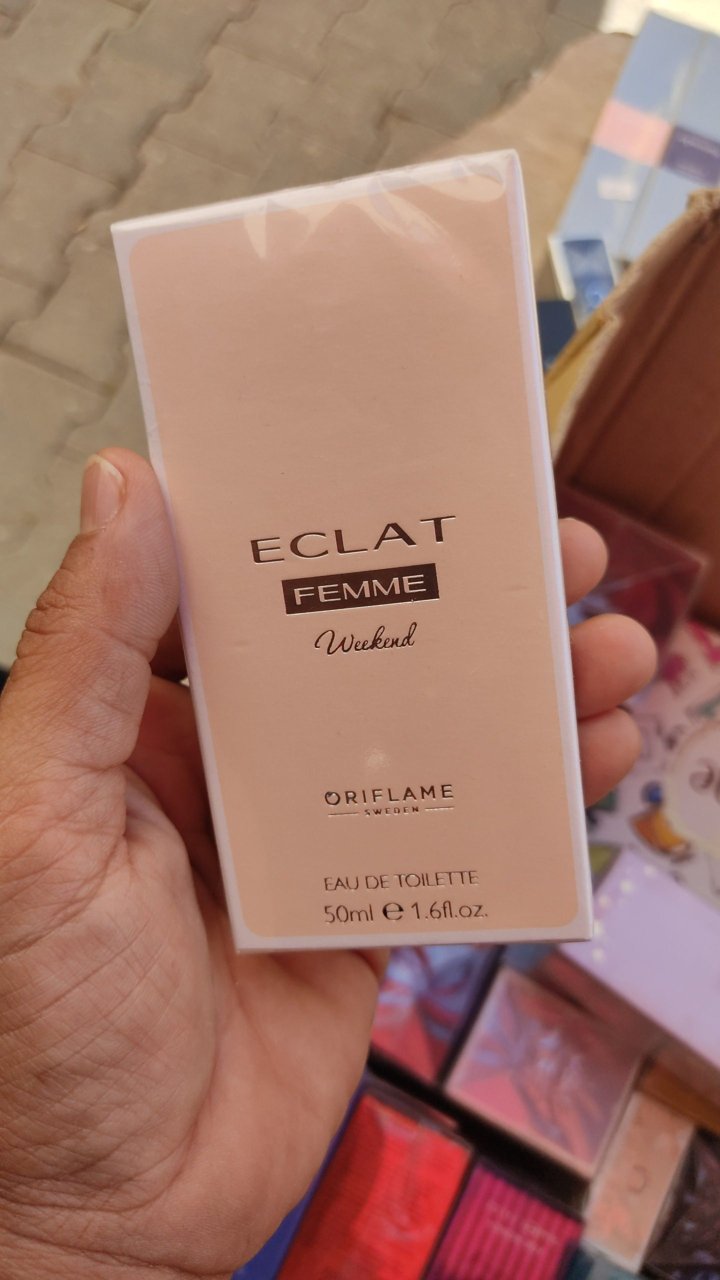 ECLAT
FEMME
Weekend
ORIFLAME
SWEDEN
EAU DE TOILETTE
50ml ℮ 1.6fl.oz.